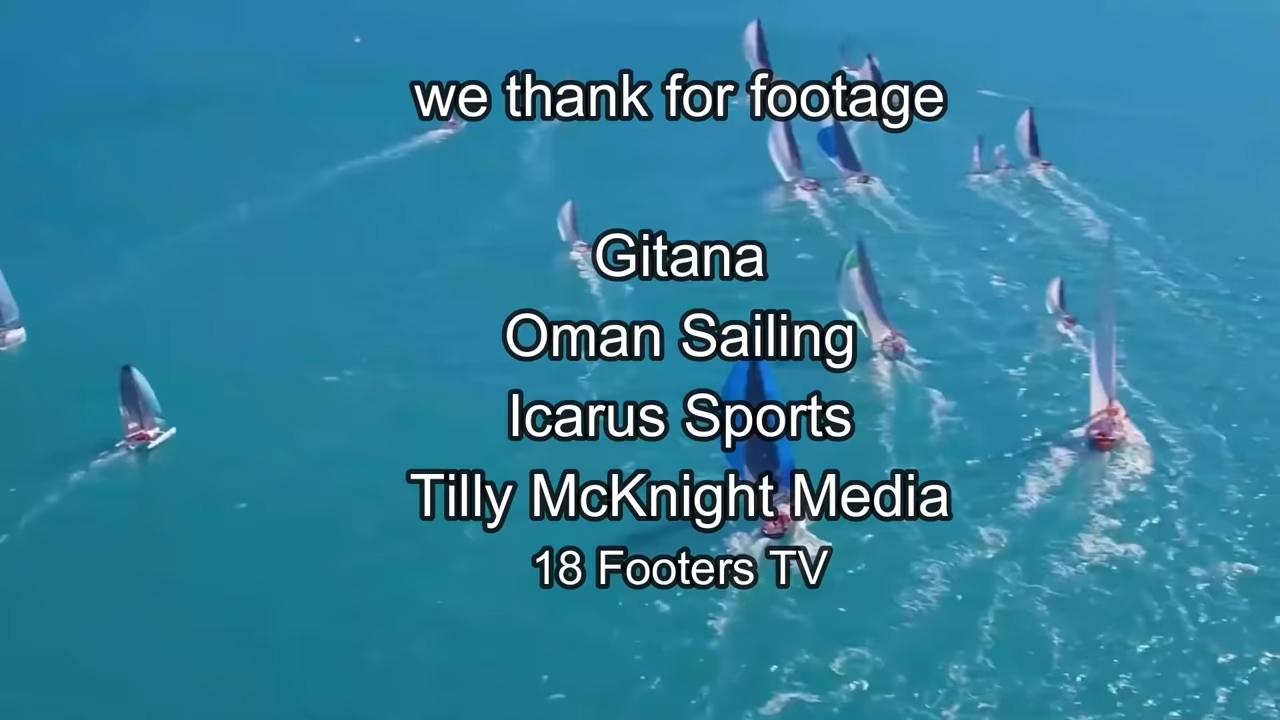 we thank for footage
Gitana
Oman Sailing
Icarus Sports
Tilly McKnight Media
18 Footers TV